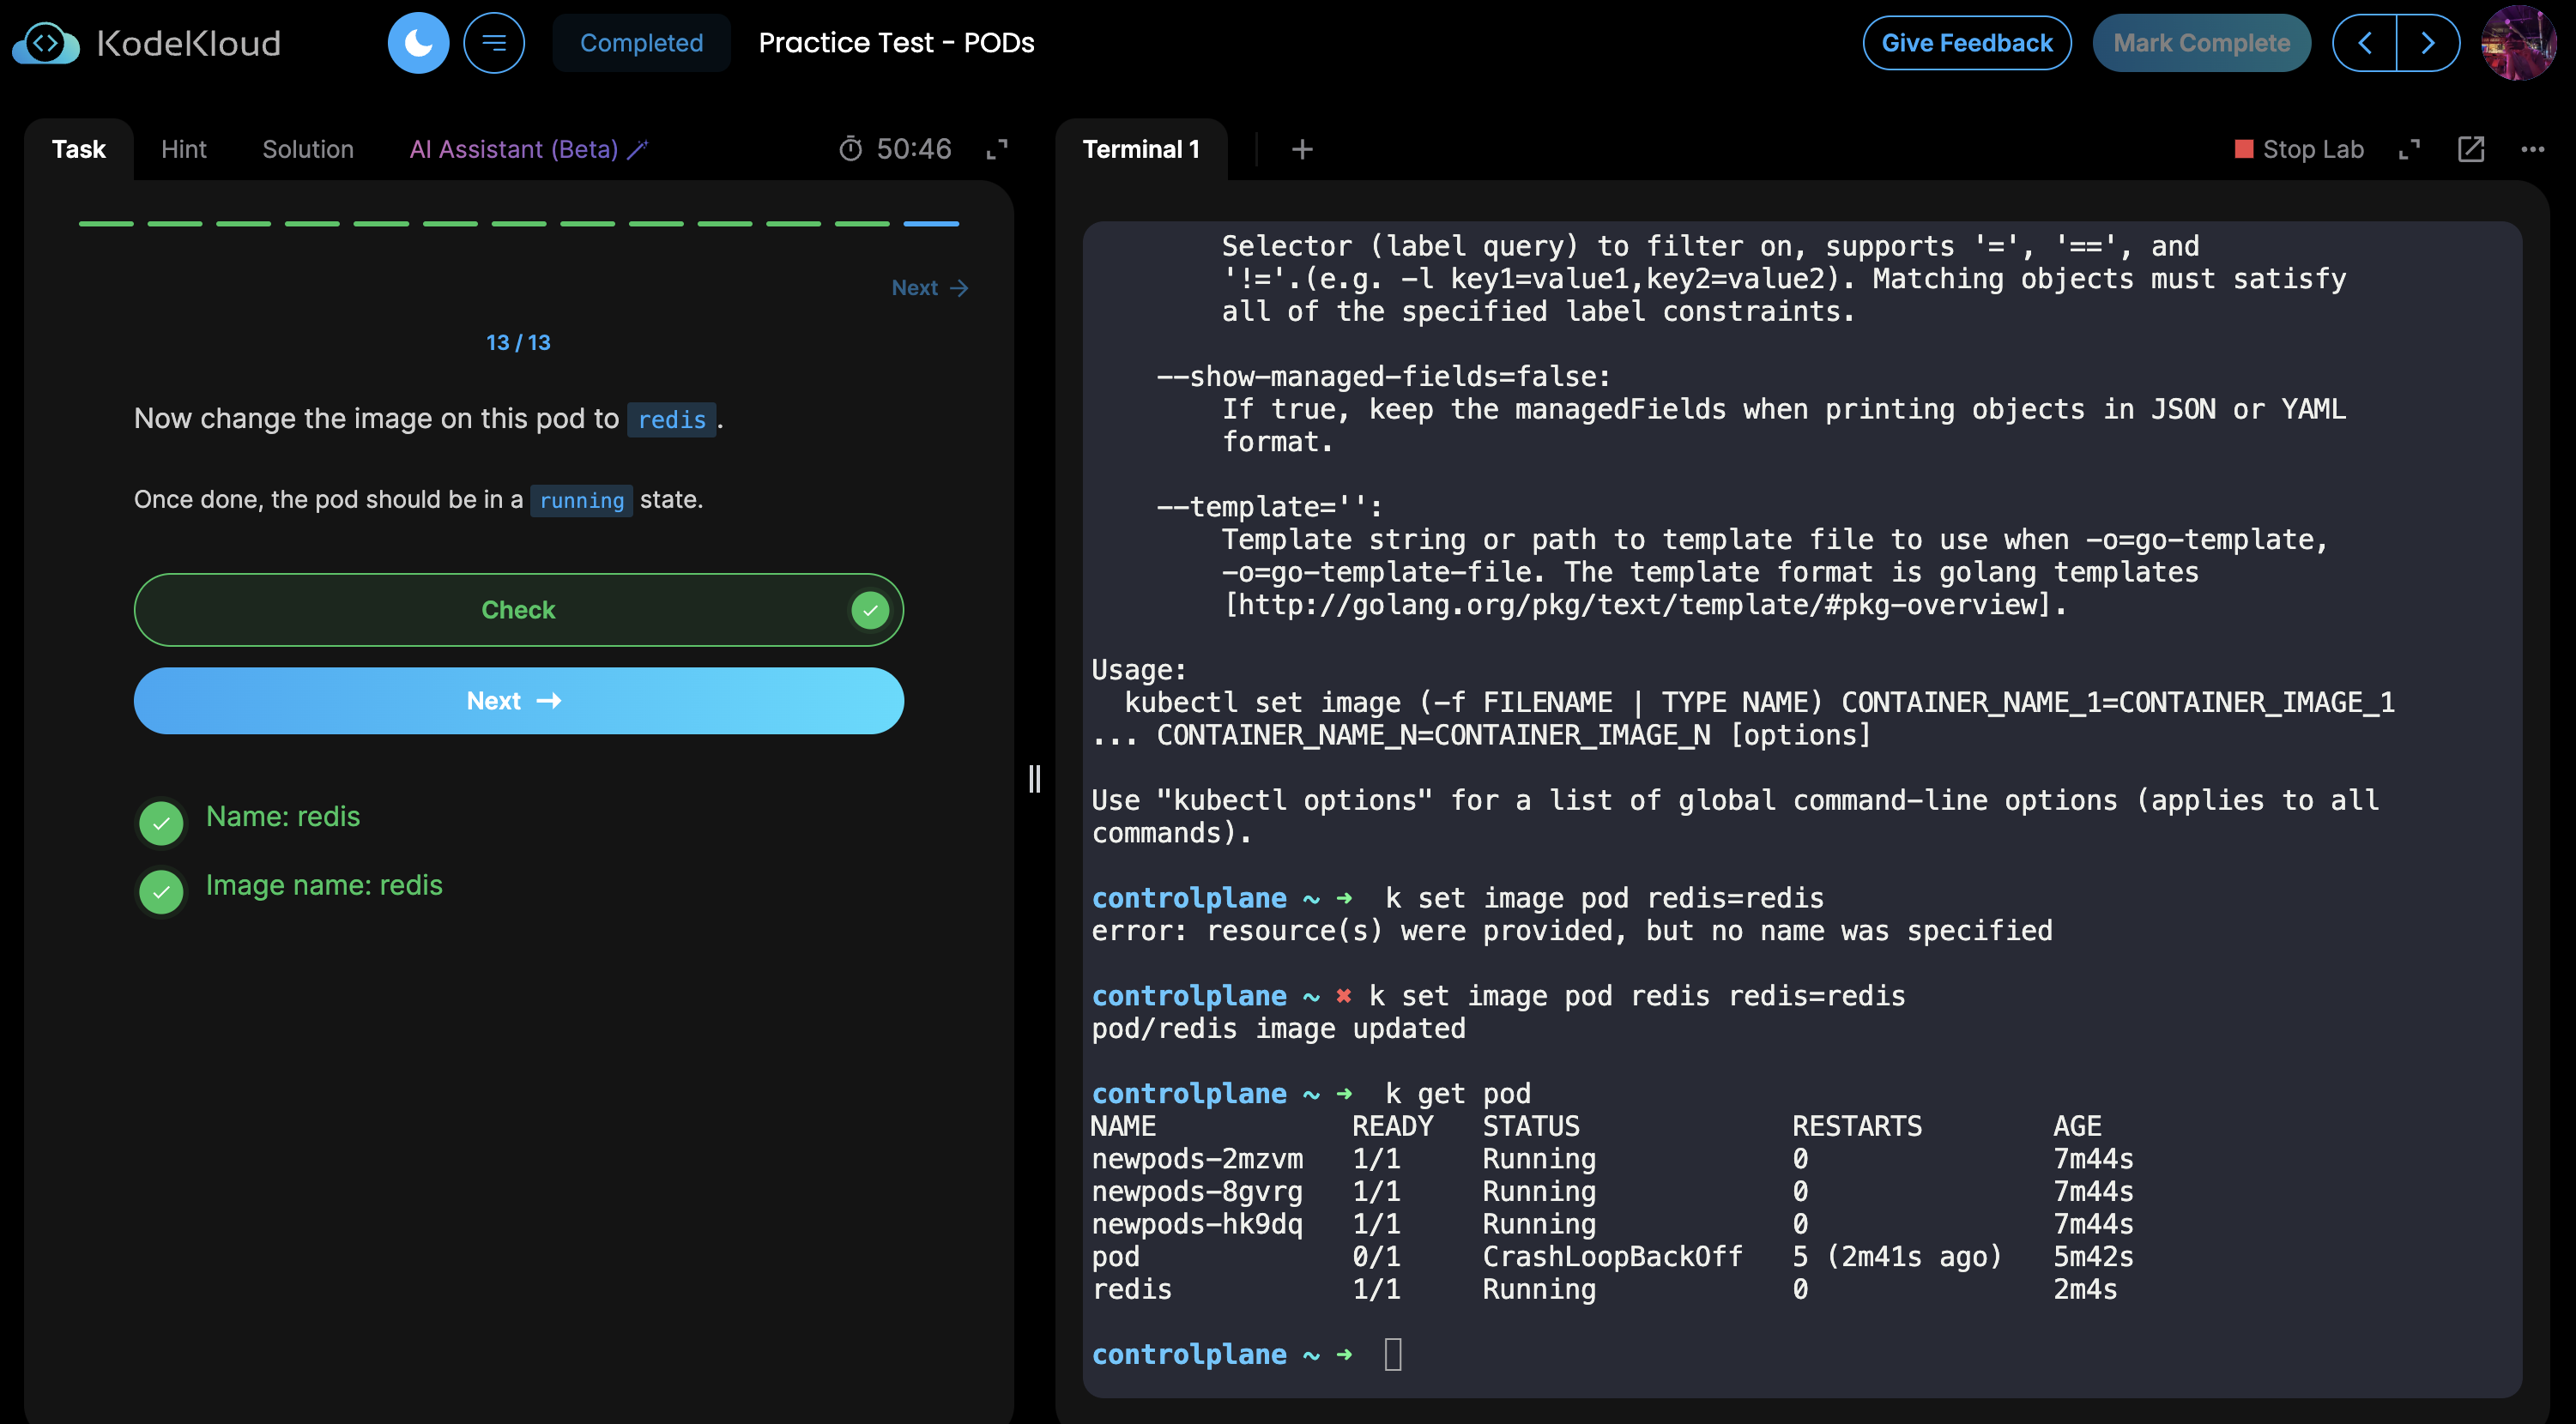 KodeKloud
Completed
Practice Test - PODs
Give Feedback
Mark Complete
Task
Hint
Solution
AI Assistant (Beta)
50:46
Next →
13 / 13
Now change the image on this pod to redis.
Once done, the pod should be in a running state.
Check
Next →
Name: redis
Image name: redis
Terminal 1
+
Stop Lab
Selector (label query) to filter on, supports '=', '==', and
'!='.(e.g. -l key1=value1,key2=value2). Matching objects must satisfy
all of the specified label constraints.
--show-managed-fields=false:
If true, keep the managedFields when printing objects in JSON or YAML
format.
--template='':
Template string or path to template file to use when -o=go-template,
-o=go-template-file. The template format is golang templates
[http://golang.org/pkg/text/template/#pkg-overview].
Usage:
kubectl set image (-f FILENAME | TYPE NAME) CONTAINER_NAME_1=CONTAINER_IMAGE_1
... CONTAINER_NAME_N=CONTAINER_IMAGE_N [options]
Use "kubectl options" for a list of global command-line options (applies to all
commands).
controlplane ~ ➜ k set image pod redis=redis
error: resource(s) were provided, but no name was specified
controlplane ~ ✖ k set image pod redis redis=redis
pod/redis image updated
controlplane ~ ➜ k get pod
NAME READY STATUS RESTARTS AGE
newpods-2mzvm 1/1 Running 0 7m44s
newpods-8gvrg 1/1 Running 0 7m44s
newpods-hk9dq 1/1 Running 0 7m44s
pod 0/1 CrashLoopBackOff 5 (2m41s ago) 5m42s
redis 1/1 Running 0 2m4s
controlplane ~ ➜